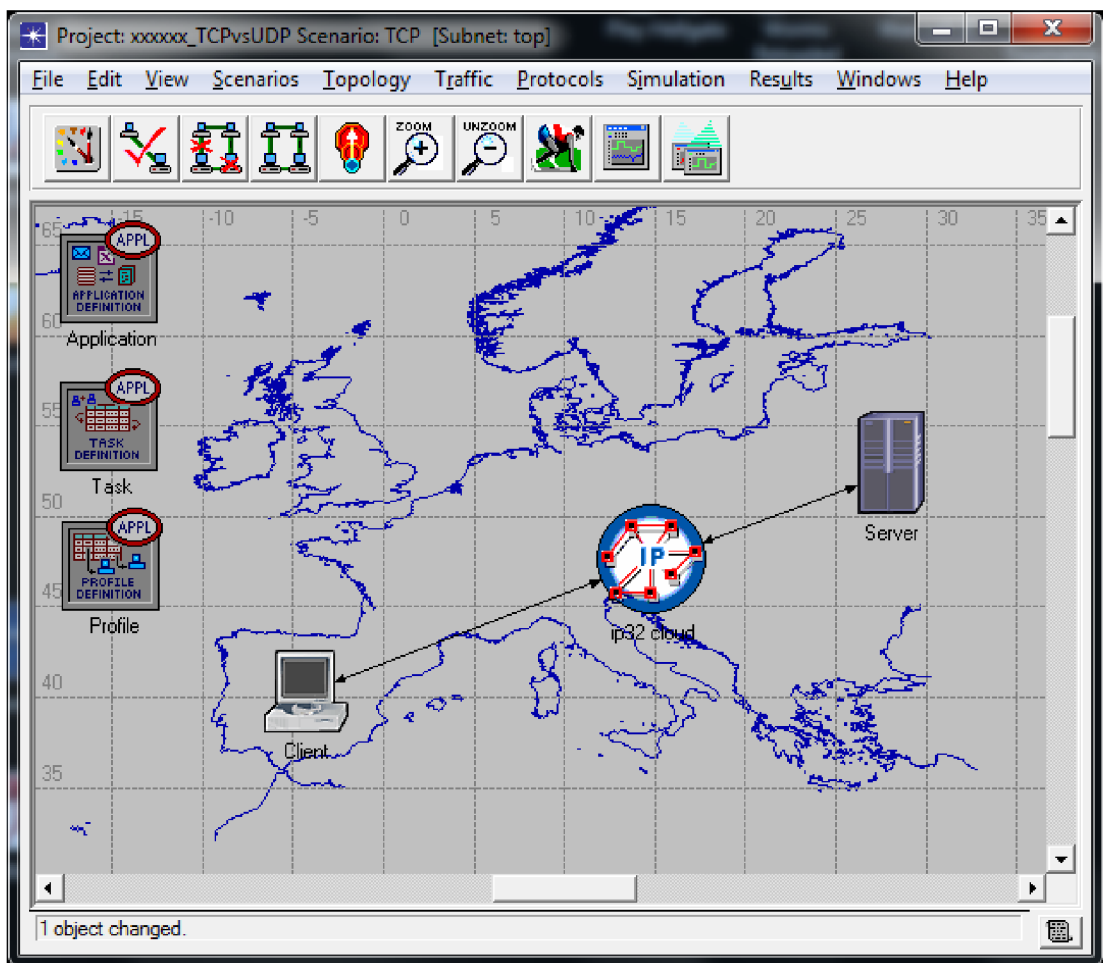 Project: xxxxxx_TCPvsUDP Scenario: TCP [Subnet: top]
File Edit View Scenarios Topology Traffic Protocols Simulation Results Windows Help
ZOOM UNZOOM
-15 -10 -5 0 5 10 15 20 25 30 35
65
APPL
APPLICATION
DEFINITION
Application
60
APPL
TASK
DEFINITION
Task
55
50
APPL
PROFILE
DEFINITION
Profile
45
40
35
Server
IP
ip32 cloud
Client
1 object changed.